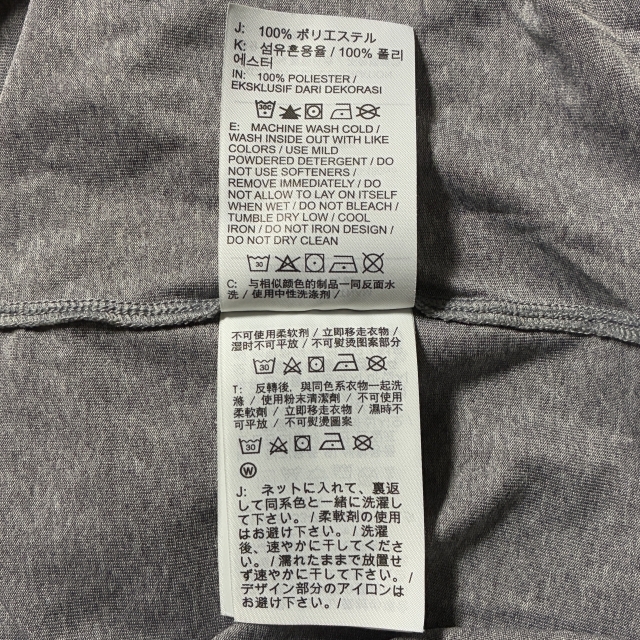 J: 100% ポリエステル
K: 섬유혼용율 / 100% 폴리
에스터
IN: 100% POLIESTER /
EKSKLUSIF DARI DEKORASI
30C
E: MACHINE WASH COLD /
WASH INSIDE OUT WITH LIKE
COLORS / USE MILD
POWDERED DETERGENT / DO
NOT USE SOFTENERS /
REMOVE IMMEDIATELY / DO
NOT ALLOW TO LAY ON ITSELF
WHEN WET / DO NOT BLEACH /
TUMBLE DRY LOW / COOL
IRON / DO NOT IRON DESIGN /
DO NOT DRY CLEAN
30
C: 与相似颜色的制品一同反面水
洗 / 使用中性洗涤剂 /
不可使用柔软剂 / 立即移走衣物 /
湿时不可平放 / 不可熨烫图案部分
30
T: 反轉後，與同色系衣物一起洗
滌 / 使用粉末清潔劑 / 不可使用
柔軟劑 / 立即移走衣物 / 濕時不
可平放 / 不可熨燙圖案
30
W
J: ネットに入れて、裏返
して同系色と一緒に洗濯し
て下さい。/ 柔軟剤の使用
はお避け下さい。/ 洗濯
後、速やかに干してくださ
い。/ 濡れたままで放置せ
ず速やかに干して下さい。/
デザイン部分のアイロンは
お避け下さい。/